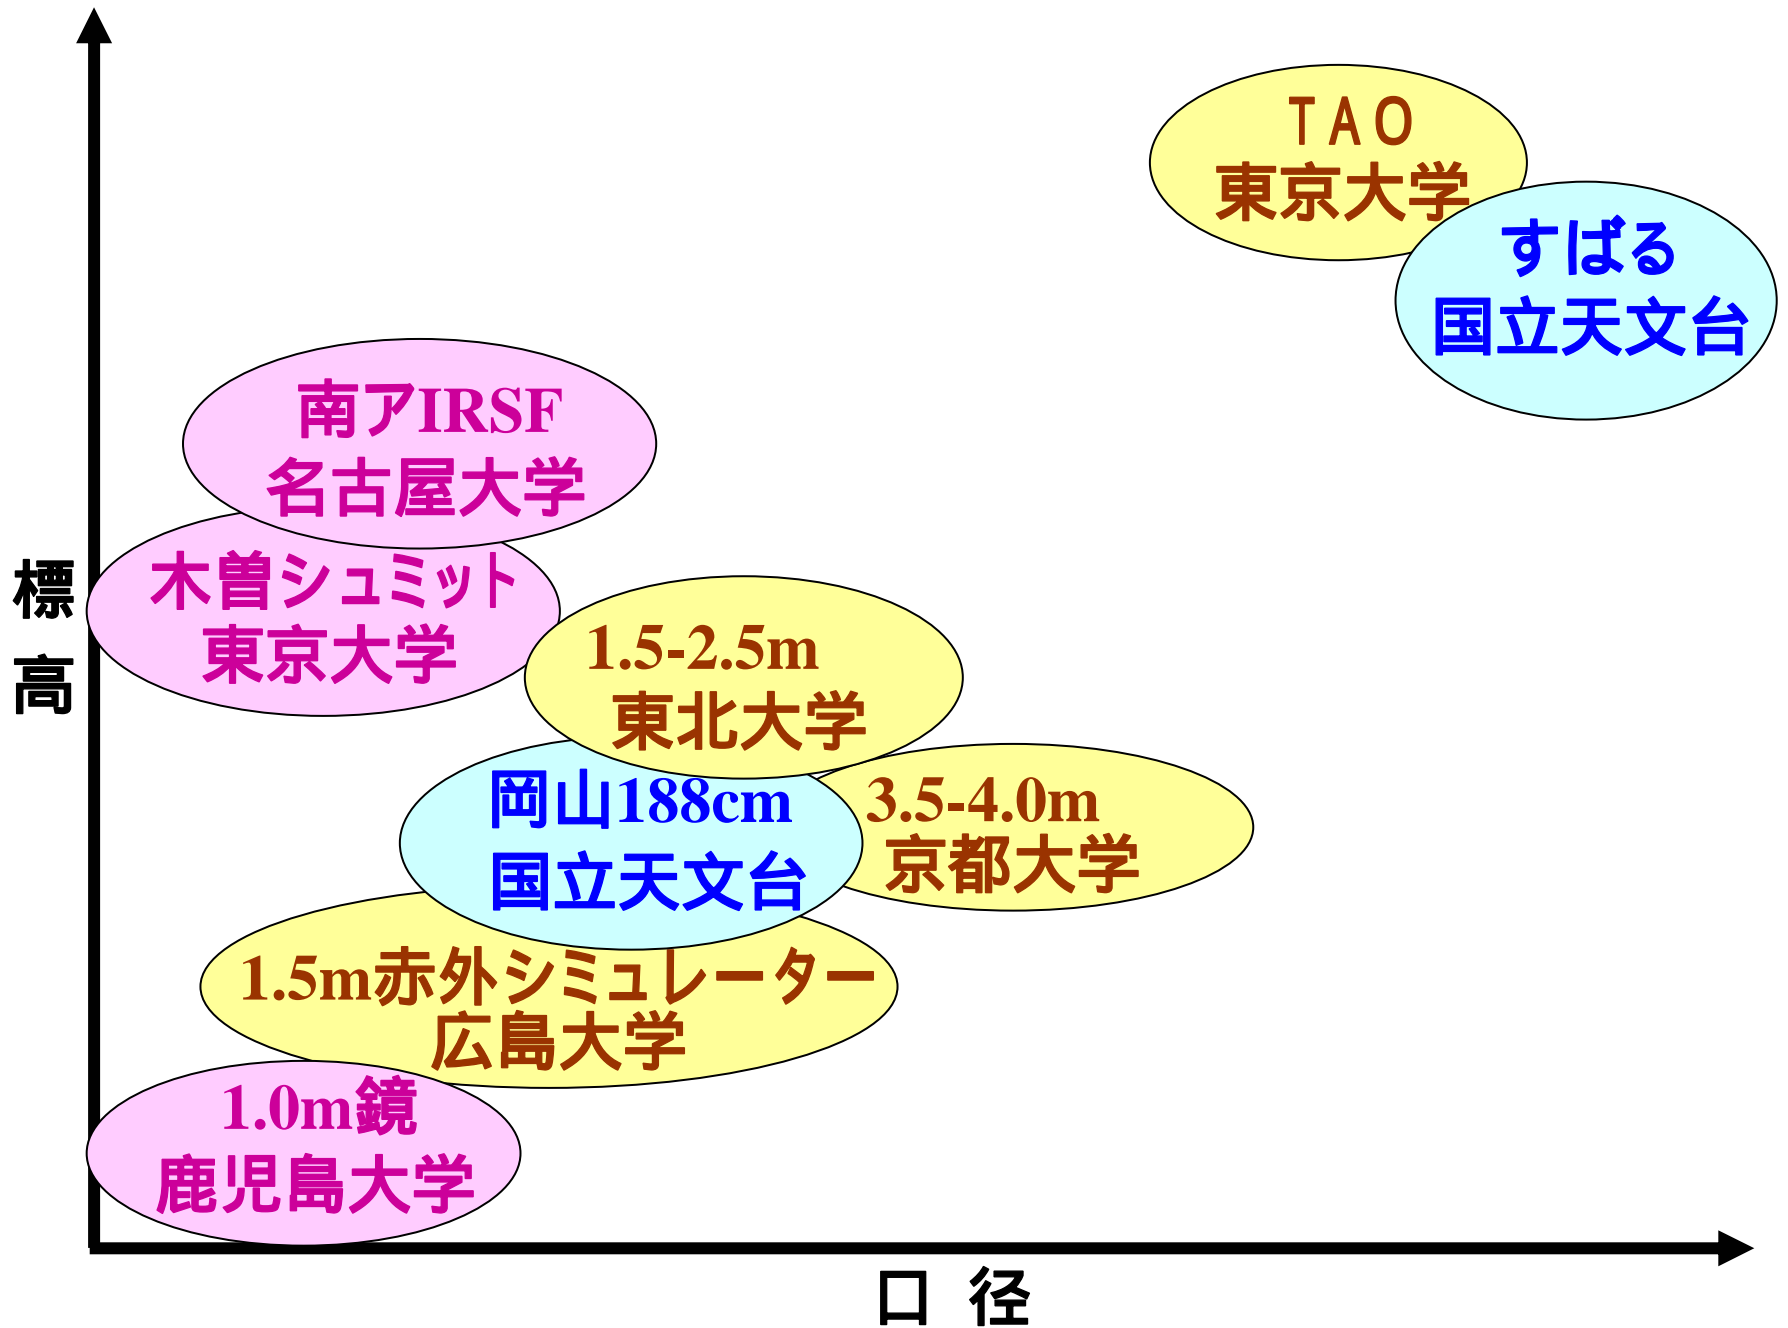 ＴＡＯ
東京大学
すばる
国立天文台
南アIRSF
名古屋大学
木曽シュミット
東京大学
標高
1.5-2.5m
東北大学
岡山188cm
国立天文台
3.5-4.0m
京都大学
1.5m赤外シミュレーター
広島大学
1.0m鏡
鹿児島大学
口 径